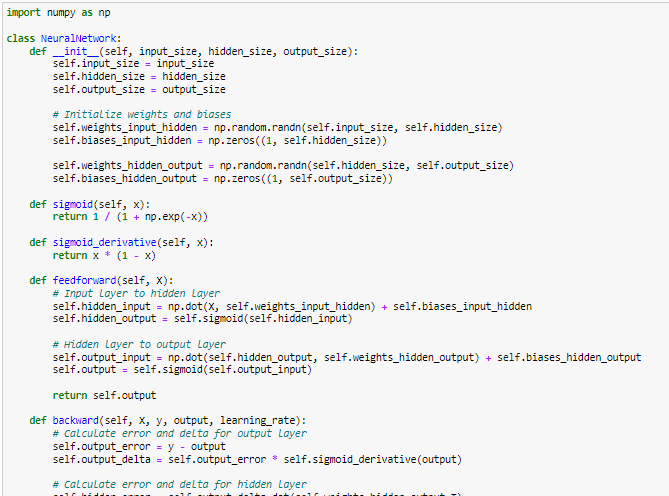 import numpy as np
class NeuralNetwork:
    def __init__(self, input_size, hidden_size, output_size):
        self.input_size = input_size
        self.hidden_size = hidden_size
        self.output_size = output_size
        # Initialize weights and biases
        self.weights_input_hidden = np.random.randn(self.input_size, self.hidden_size)
        self.biases_input_hidden = np.zeros((1, self.hidden_size))
        self.weights_hidden_output = np.random.randn(self.hidden_size, self.output_size)
        self.biases_hidden_output = np.zeros((1, self.output_size))
    def sigmoid(self, x):
        return 1 / (1 + np.exp(-x))
    def sigmoid_derivative(self, x):
        return x * (1 - x)
    def feedforward(self, X):
        # Input layer to hidden layer
        self.hidden_input = np.dot(X, self.weights_input_hidden) + self.biases_input_hidden
        self.hidden_output = self.sigmoid(self.hidden_input)
        # Hidden layer to output layer
        self.output_input = np.dot(self.hidden_output, self.weights_hidden_output) + self.biases_hidden_output
        self.output = self.sigmoid(self.output_input)
        return self.output
    def backward(self, X, y, output, learning_rate):
        # Calculate error and delta for output layer
        self.output_error = y - output
        self.output_delta = self.output_error * self.sigmoid_derivative(output)
        # Calculate error and delta for hidden layer